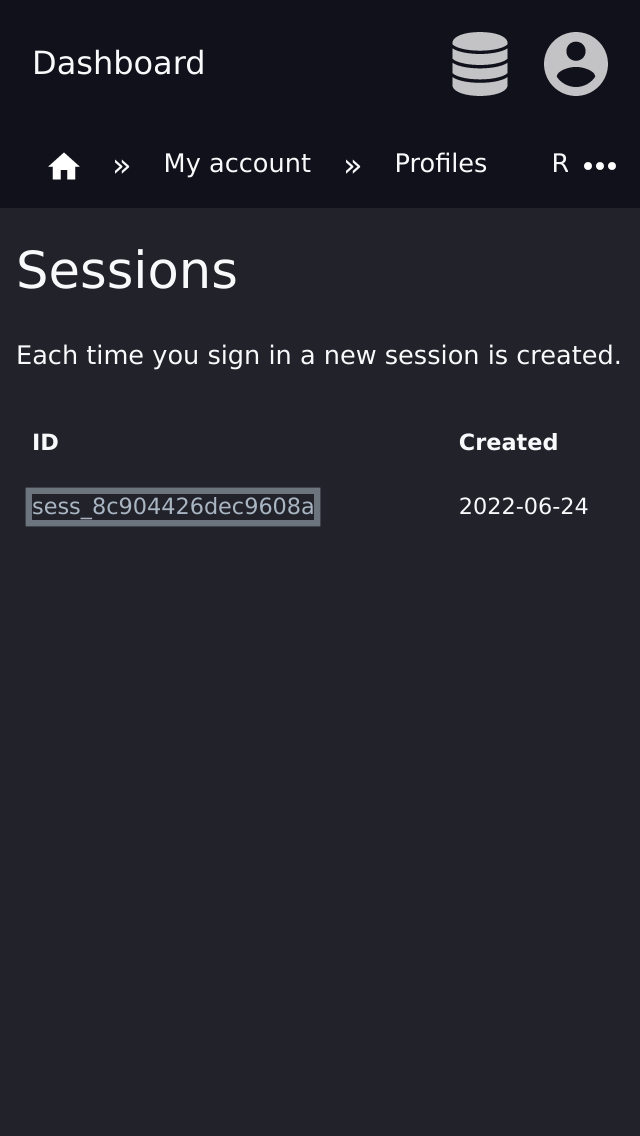 Dashboard
» My account » Profiles R
Sessions
Each time you sign in a new session is created.
ID Created
sess_8c904426dec9608a 2022-06-24